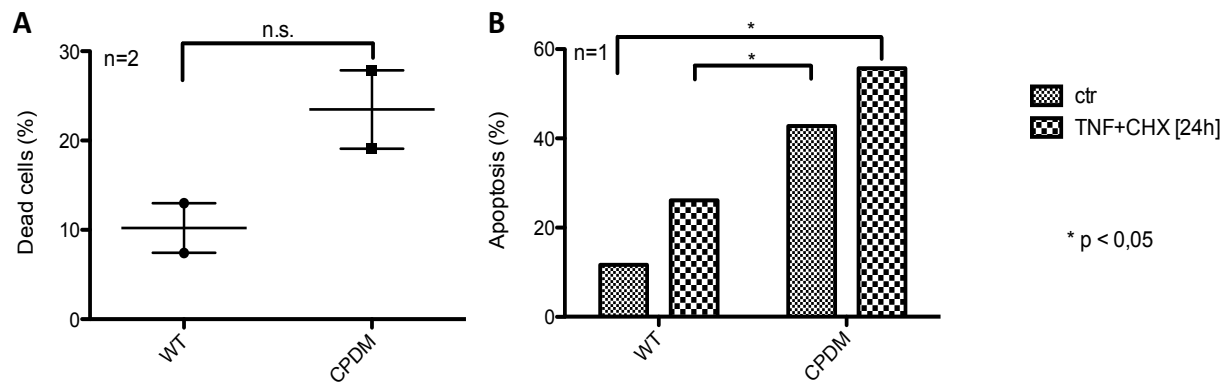 A
n.s.
30
n=2
20
10
0
Dead cells (%)
WT
CPDM
B
*
60
n=1
*
40
20
0
Apoptosis (%)
WT
CPDM
ctr
TNF+CHX [24h]
* p < 0,05